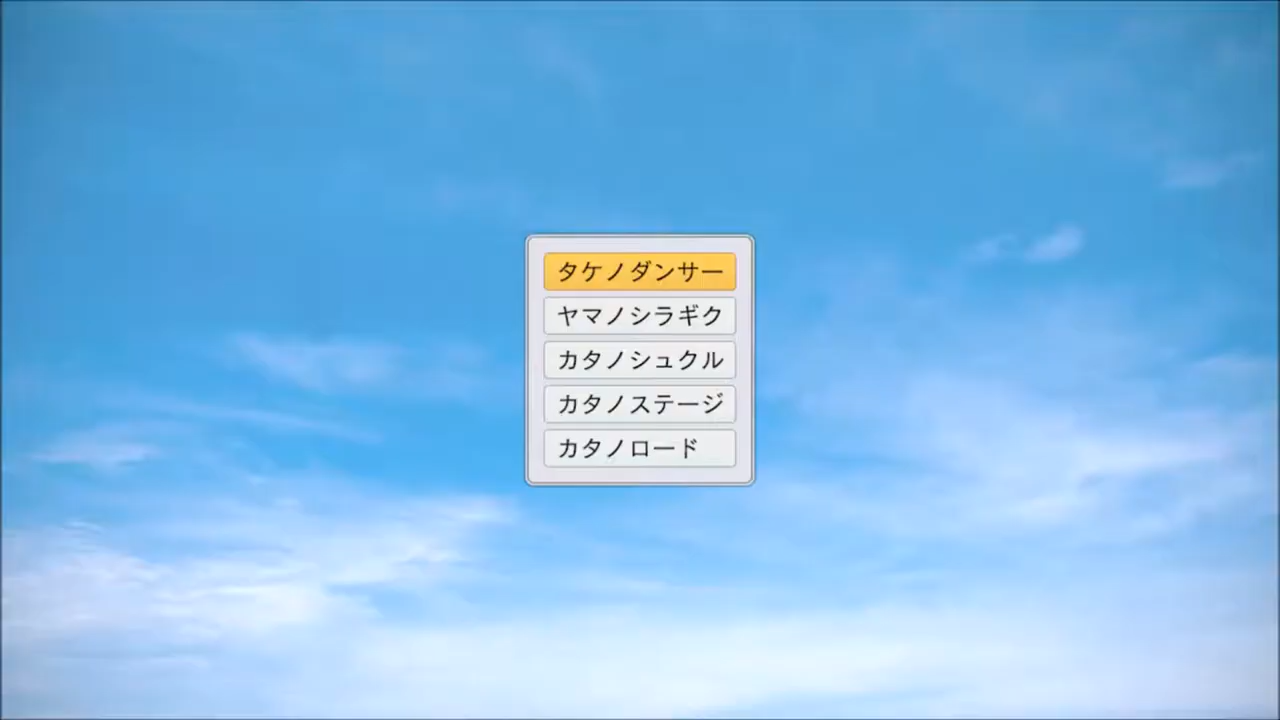 タケノダンサー
ヤマノシラギク
カタノシュクル
カタノステージ
カタノロード